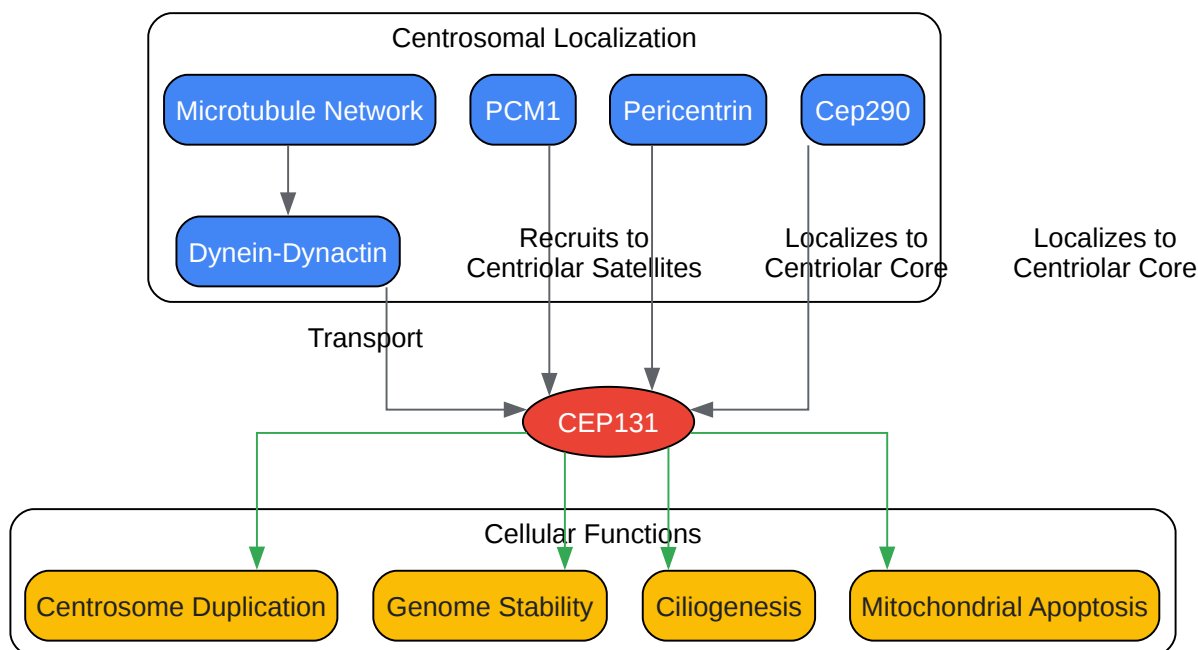 Centrosomal Localization
Microtubule Network
PCM1
Pericentrin
Cep290
Dynein-Dynactin
Recruits to
Centriolar Satellites
Localizes to
Centriolar Core
Localizes to
Centriolar Core
Transport
CEP131
Cellular Functions
Centrosome Duplication
Genome Stability
Ciliogenesis
Mitochondrial Apoptosis